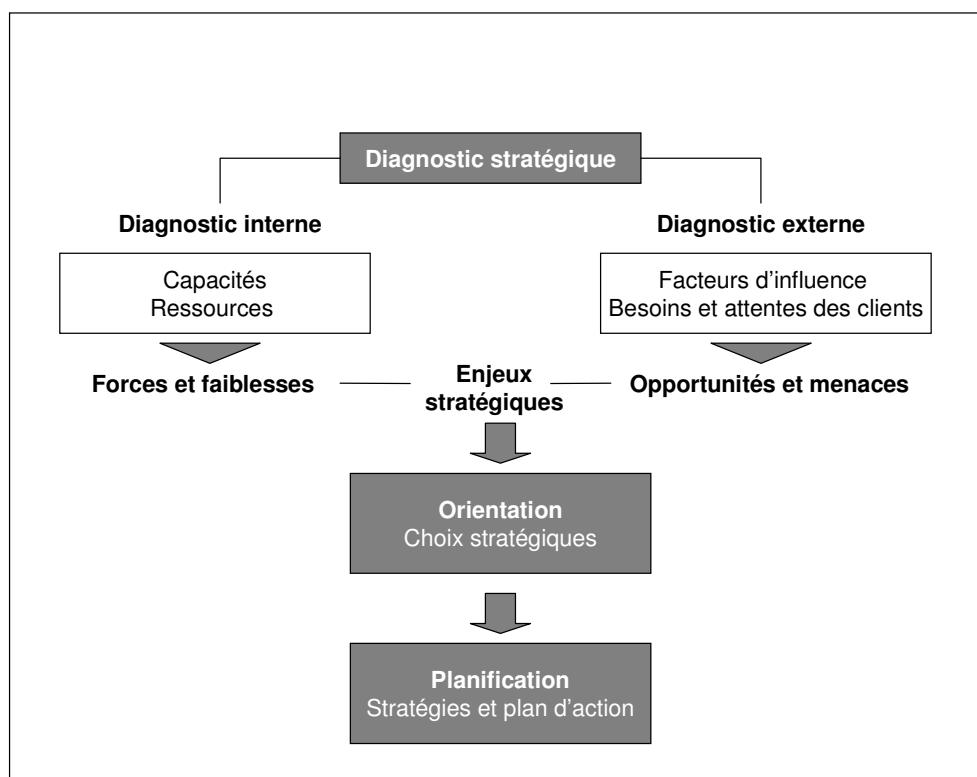 Diagnostic stratégique
Diagnostic interne
Diagnostic externe
Capacités
Ressources
Facteurs d’influence
Besoins et attentes des clients
Forces et faiblesses
Enjeux
stratégiques
Opportunités et menaces
Orientation
Choix stratégiques
Planification
Stratégies et plan d’action